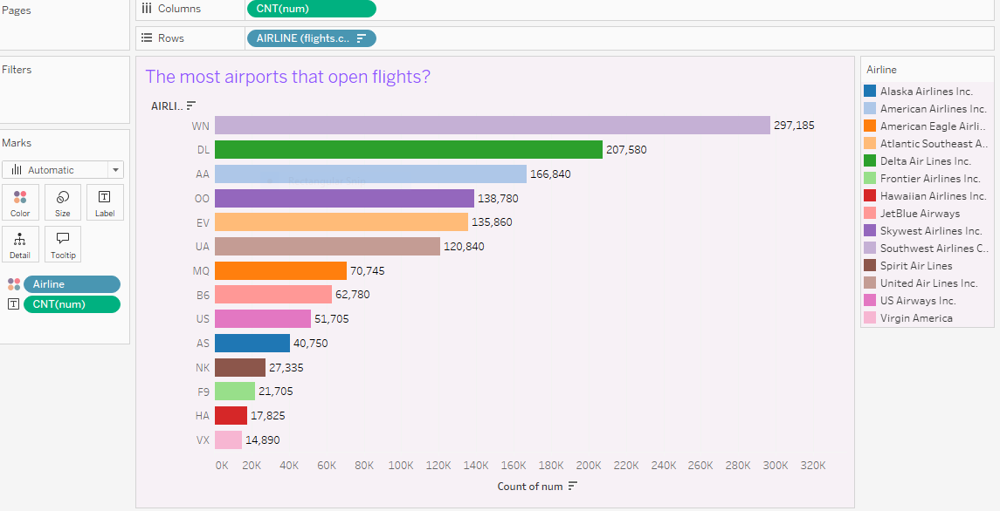 Pages
Columns
CNT(num)
Rows
AIRLINE (flights.c..
Filters
Marks
Automatic
Color
Size
Label
Detail
Tooltip
Airline
CNT(num)
The most airports that open flights?
AIRLI..
WN 297,185
DL 207,580
AA 166,840
OO 138,780
EV 135,860
UA 120,840
MQ 70,745
B6 62,780
US 51,705
AS 40,750
NK 27,335
F9 21,705
HA 17,825
VX 14,890
0K 20K 40K 60K 80K 100K 120K 140K 160K 180K 200K 220K 240K 260K 280K 300K 320K
Count of num
Airline
Alaska Airlines Inc.
American Airlines Inc.
American Eagle Airli..
Atlantic Southeast A..
Delta Air Lines Inc.
Frontier Airlines Inc.
Hawaiian Airlines Inc.
JetBlue Airways
Skywest Airlines Inc.
Southwest Airlines C..
Spirit Air Lines
United Air Lines Inc.
US Airways Inc.
Virgin America